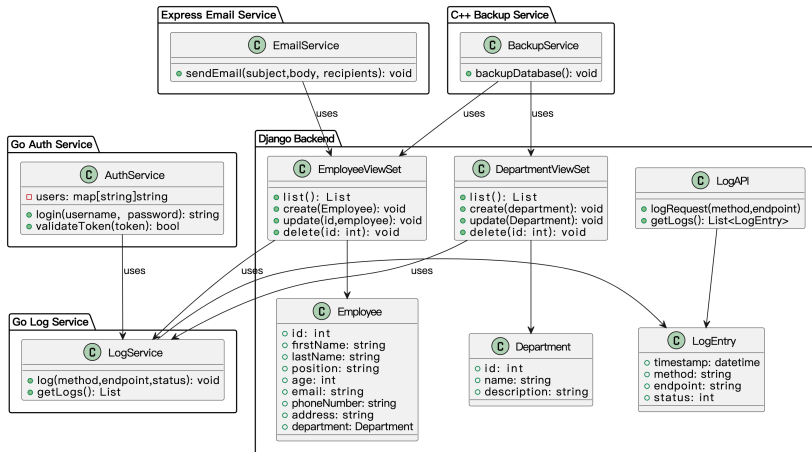 Express Email Service
C++ Backup Service
C EmailService
sendEmail(subject,body, recipients): void
C BackupService
backupDatabase(): void
uses
uses
uses
Go Auth Service
C AuthService
users: map[string]string
login(username, password): string
validateToken(token): bool
Django Backend
C EmployeeViewSet
list(): List
create(Employee): void
update(id,employee): void
delete(id: int): void
C DepartmentViewSet
list(): List
create(department): void
update(Department): void
delete(id: int): void
C LogAPI
logRequest(method,endpoint)
getLogs(): List<LogEntry>
uses
uses
uses
Go Log Service
C LogService
log(method,endpoint,status): void
getLogs(): List
C Employee
id: int
firstName: string
lastName: string
position: string
age: int
email: string
phoneNumber: string
address: string
department: Department
C Department
id: int
name: string
description: string
C LogEntry
timestamp: datetime
method: string
endpoint: string
status: int